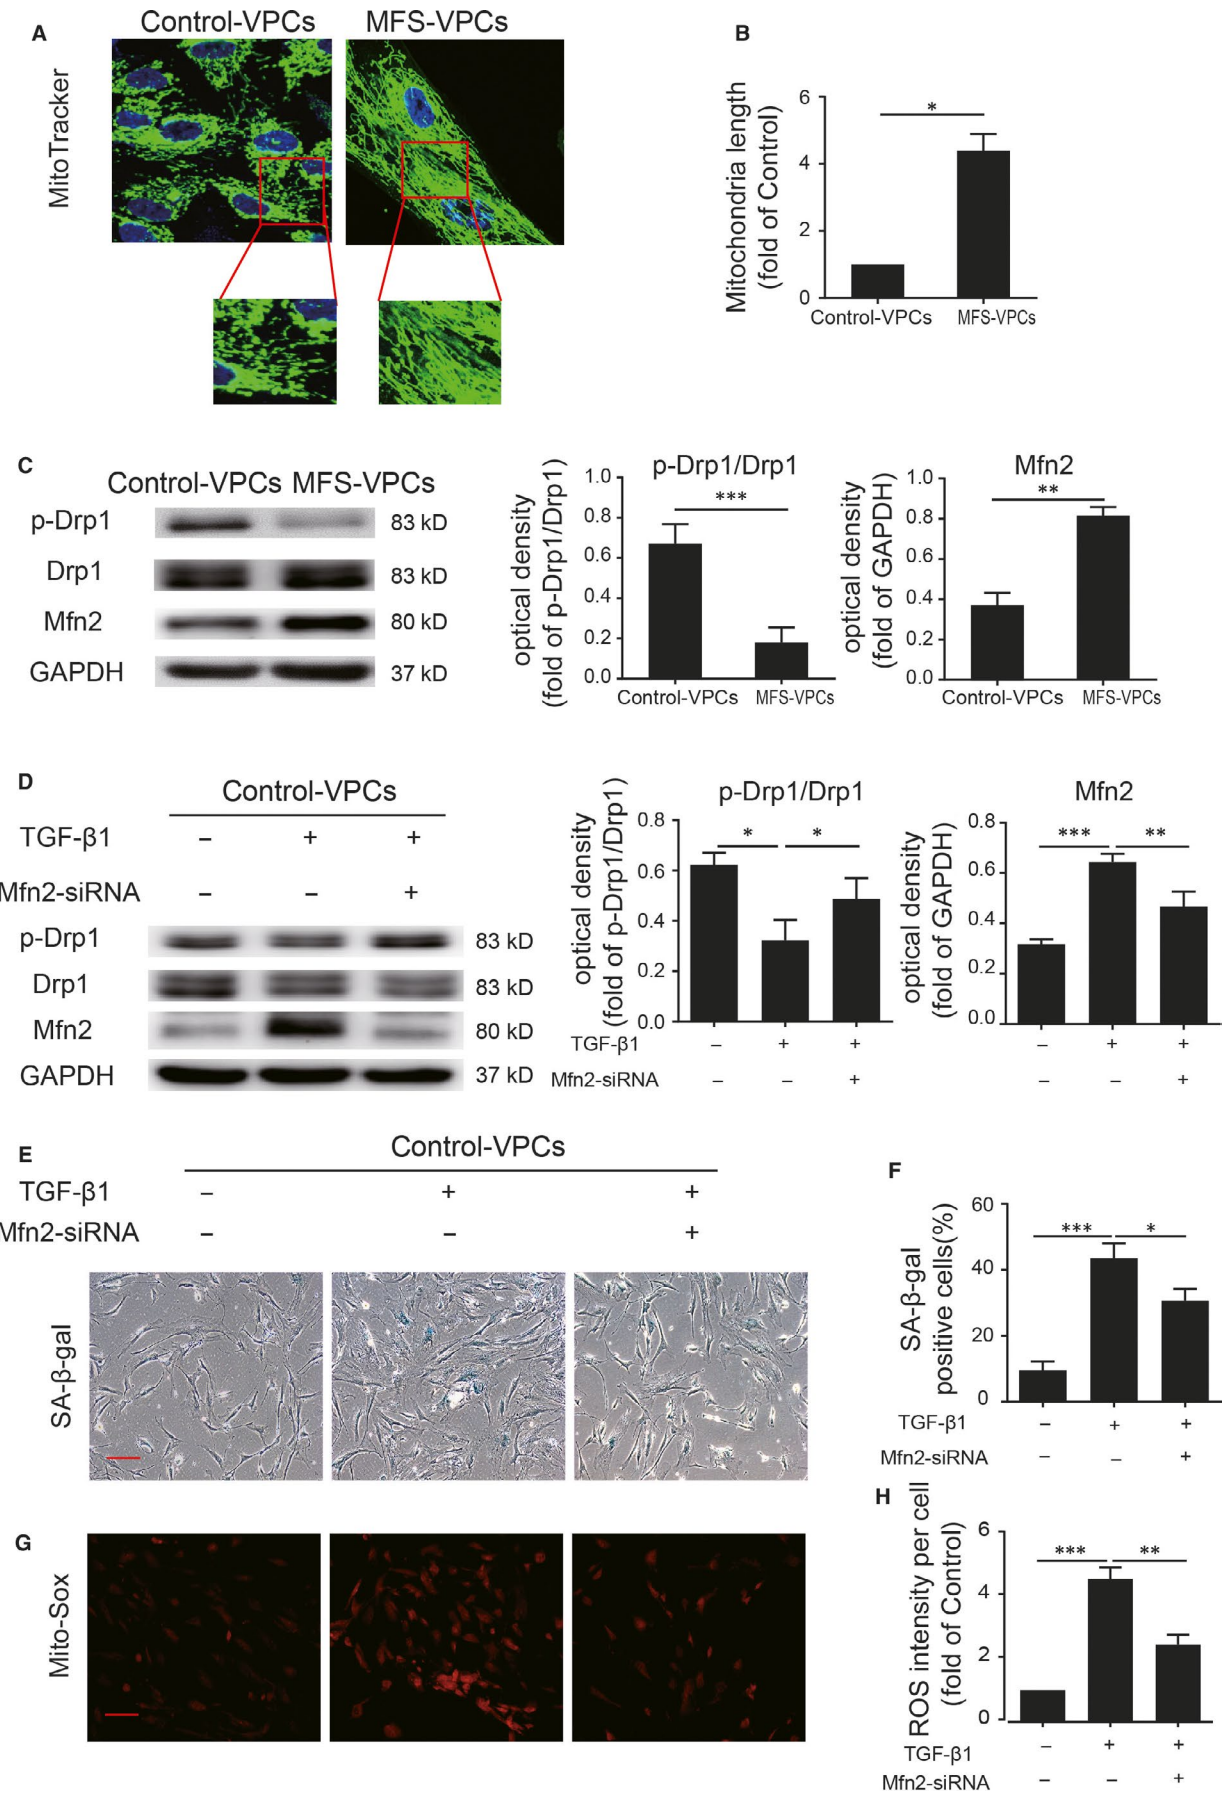 A
Control-VPCs MFS-VPCs
MitoTracker
B
Mitochondria length
(fold of Control)
6
4
2
0
*
Control-VPCs MFS-VPCs
C
Control-VPCs MFS-VPCs
p-Drp1 83 kD
Drp1 83 kD
Mfn2 80 kD
GAPDH 37 kD
p-Drp1/Drp1
optical density
(fold of p-Drp1/Drp1)
1.0
0.8
0.6
0.4
0.2
0.0
***
Control-VPCs MFS-VPCs
Mfn2
optical density
(fold of GAPDH)
1.0
0.8
0.6
0.4
0.2
0.0
**
Control-VPCs MFS-VPCs
D
Control-VPCs
TGF-β1 – + +
Mfn2-siRNA – – +
p-Drp1 83 kD
Drp1 83 kD
Mfn2 80 kD
GAPDH 37 kD
p-Drp1/Drp1
optical density
(fold of p-Drp1/Drp1)
0.8
0.6
0.4
0.2
0.0
* *
TGF-β1 – + +
Mfn2-siRNA – – +
Mfn2
optical density
(fold of GAPDH)
0.8
0.6
0.4
0.2
0.0
*** **
– + +
– – +
E
Control-VPCs
TGF-β1 – + +
Mfn2-siRNA – – +
SA-β-gal
F
SA-β-gal
positive cells(%)
60
40
20
0
*** *
TGF-β1 – + +
Mfn2-siRNA – – +
G
Mito-Sox
H
ROS intensity per cell
(fold of Control)
6
4
2
0
*** **
TGF-β1 – + +
Mfn2-siRNA – – +